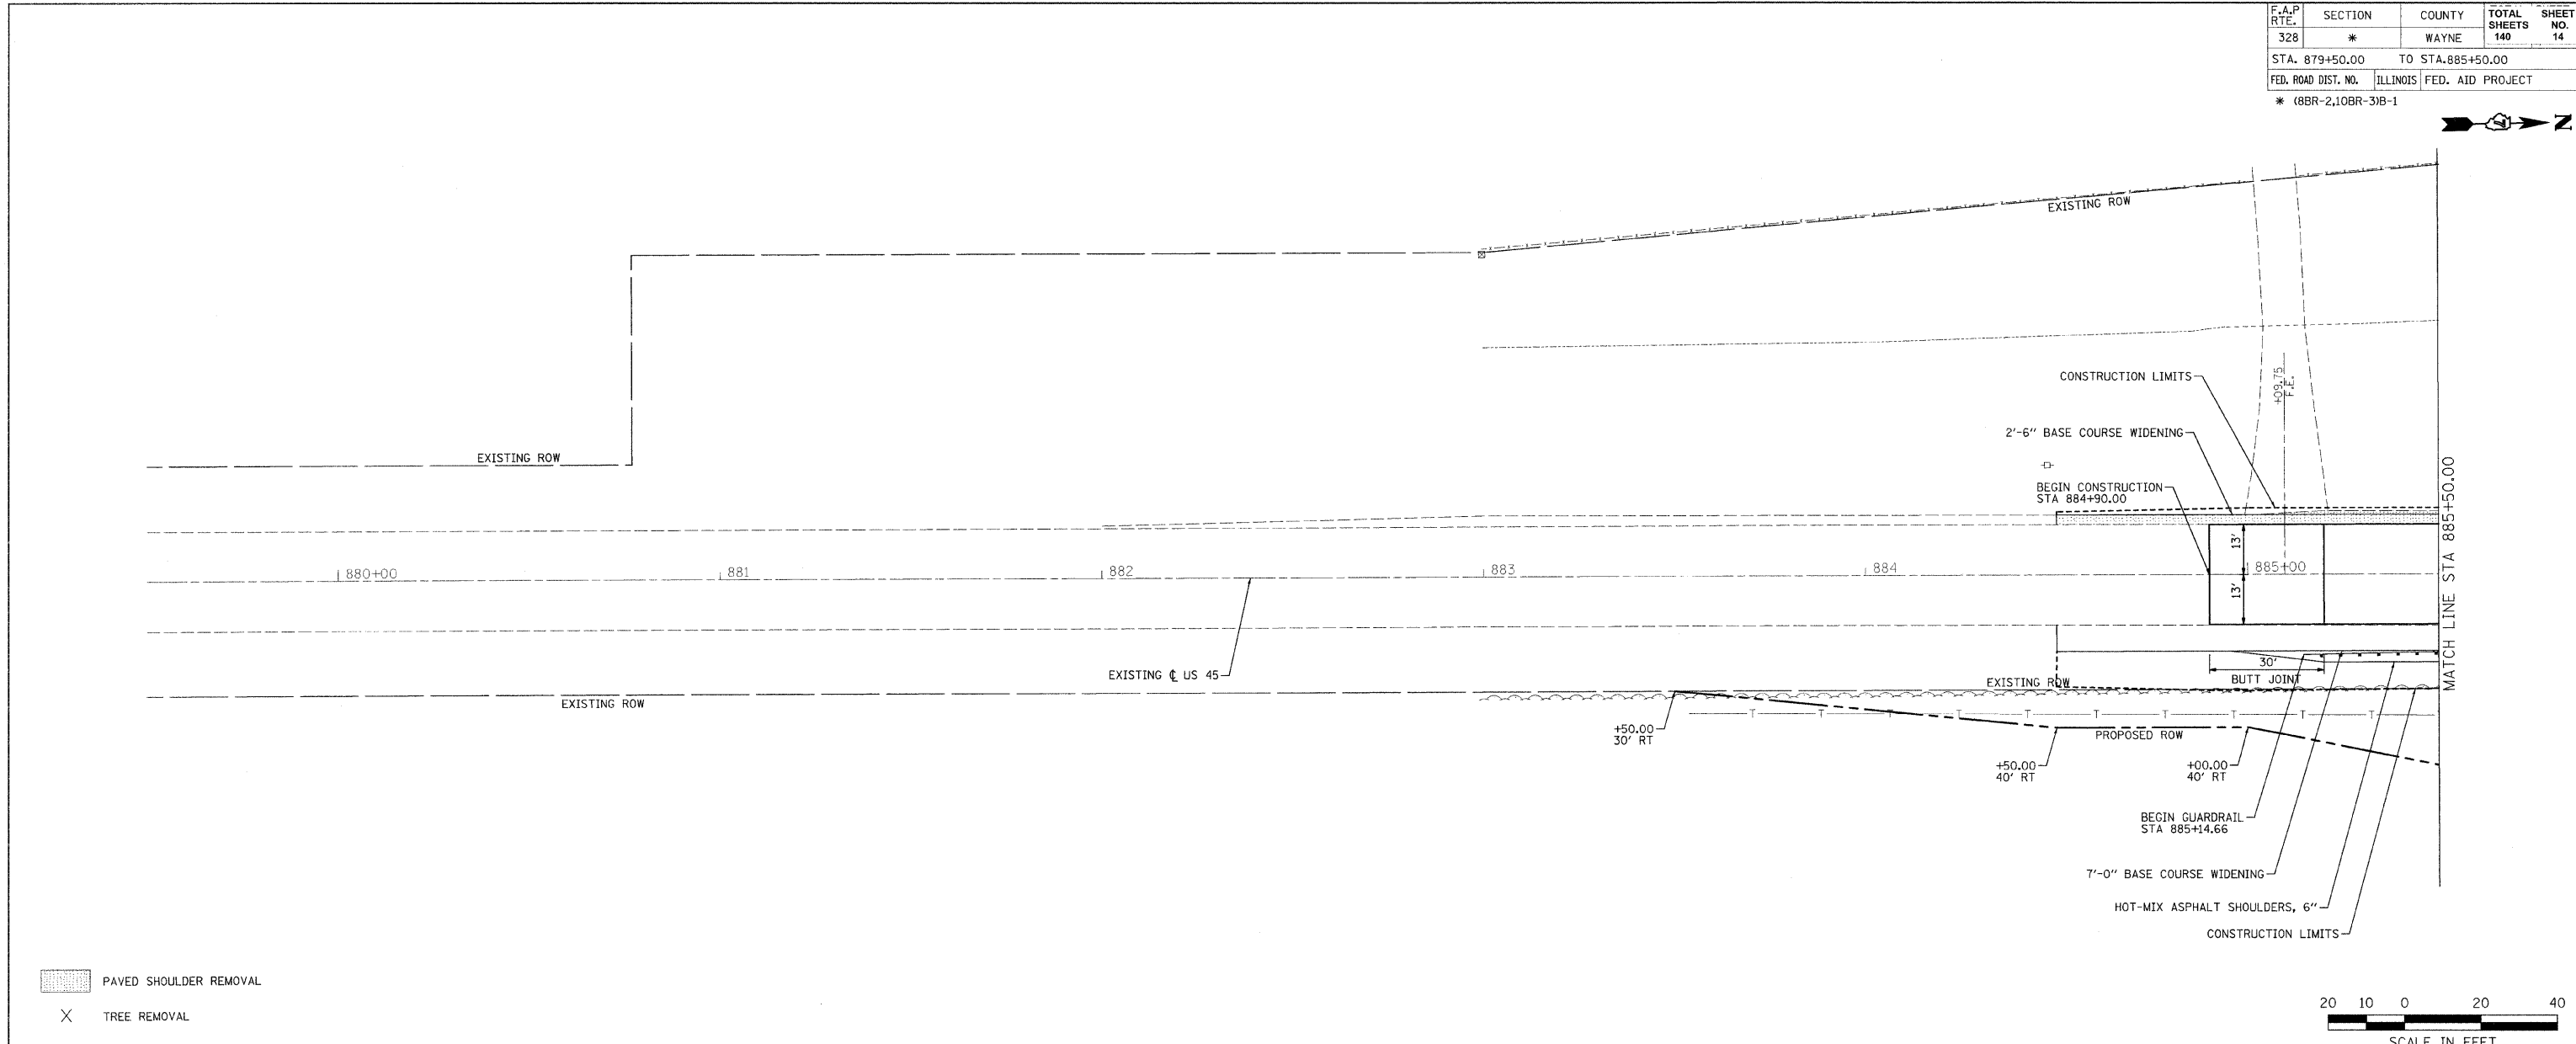 F.A.P RTE. SECTION COUNTY TOTAL SHEETS SHEET NO.
328 * WAYNE 140 14
STA. 879+50.00 TO STA.885+50.00
FED. ROAD DIST. NO. ILLINOIS FED. AID PROJECT
* (8BR-2,10BR-3)B-1
N
EXISTING ROW
CONSTRUCTION LIMITS
+09.75
F.E.
2'-6" BASE COURSE WIDENING
EXISTING ROW
BEGIN CONSTRUCTION
STA 884+90.00
MATCH LINE STA 885+50.00
13'
880+00 881 882 883 884 885+00
13'
30'
BUTT JOINT
EXISTING ℄ US 45
EXISTING ROW
EXISTING ROW
T T T T T T T T T T
+50.00
30' RT
PROPOSED ROW
+50.00
40' RT
+00.00
40' RT
BEGIN GUARDRAIL
STA 885+14.66
7'-0" BASE COURSE WIDENING
HOT-MIX ASPHALT SHOULDERS, 6"
CONSTRUCTION LIMITS
PAVED SHOULDER REMOVAL
X TREE REMOVAL
20 10 0 20 40
SCALE IN FEET